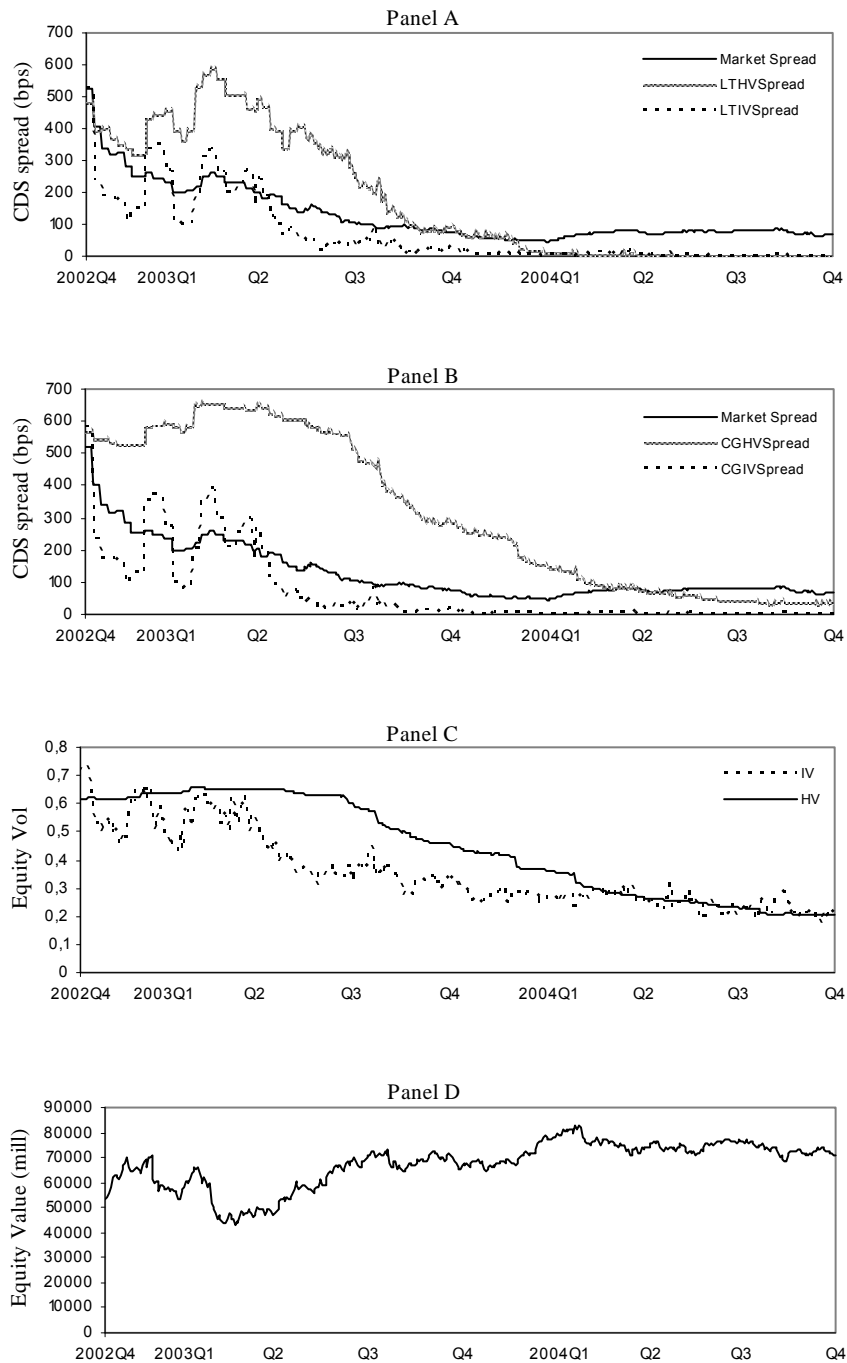 Panel A
CDS spread (bps)
700
600
500
400
300
200
100
0
Market Spread
LTHVSpread
LTIVSpread
2002Q4 2003Q1 Q2 Q3 Q4 2004Q1 Q2 Q3 Q4
Panel B
CDS spread (bps)
700
600
500
400
300
200
100
0
Market Spread
CGHVSpread
CGIVSpread
2002Q4 2003Q1 Q2 Q3 Q4 2004Q1 Q2 Q3 Q4
Panel C
Equity Vol
0,8
0,7
0,6
0,5
0,4
0,3
0,2
0,1
0
IV
HV
2002Q4 2003Q1 Q2 Q3 Q4 2004Q1 Q2 Q3 Q4
Panel D
Equity Value (mill)
90000
80000
70000
60000
50000
40000
30000
20000
10000
0
2002Q4 2003Q1 Q2 Q3 Q4 2004Q1 Q2 Q3 Q4